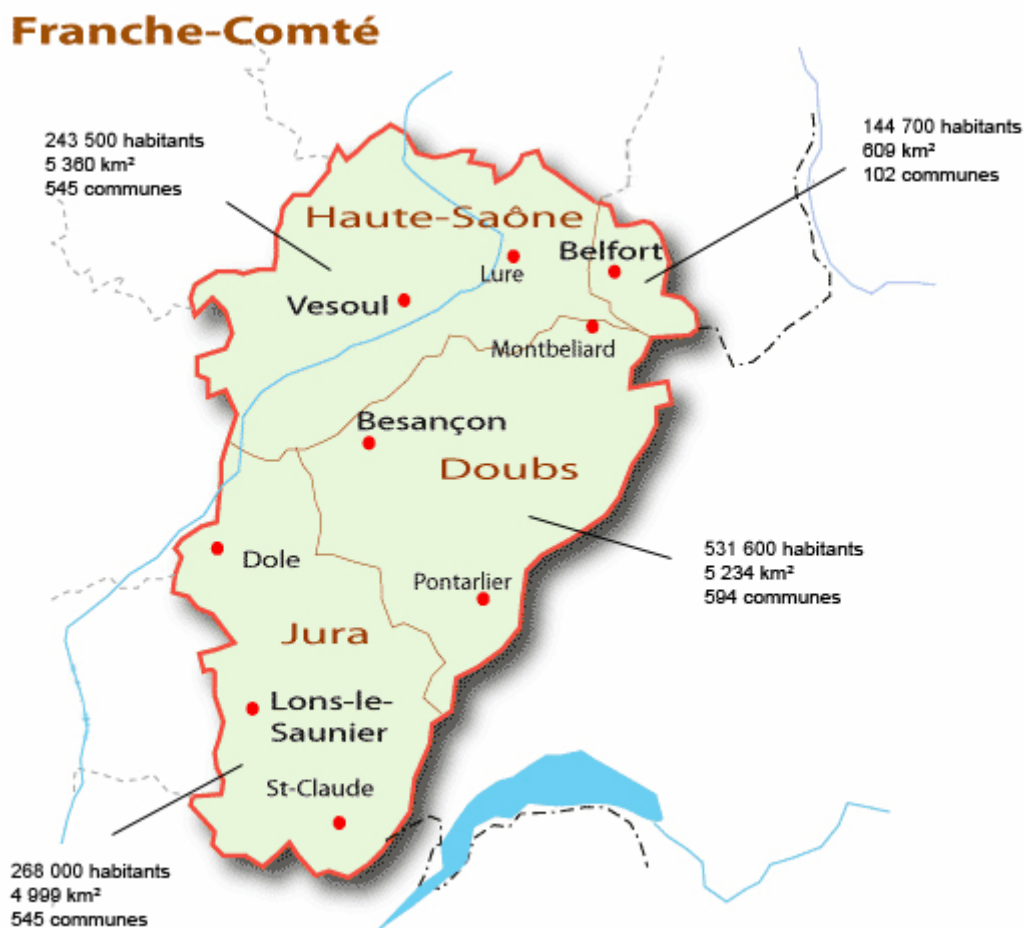 Franche-Comté
243 500 habitants
5 360 km²
545 communes
144 700 habitants
609 km²
102 communes
Haute-Saône
Belfort
Lure
Vesoul
Montbeliard
Besançon
Doubs
531 600 habitants
5 234 km²
594 communes
Dole
Pontarlier
Jura
Lons-le-
Saunier
St-Claude
268 000 habitants
4 999 km²
545 communes